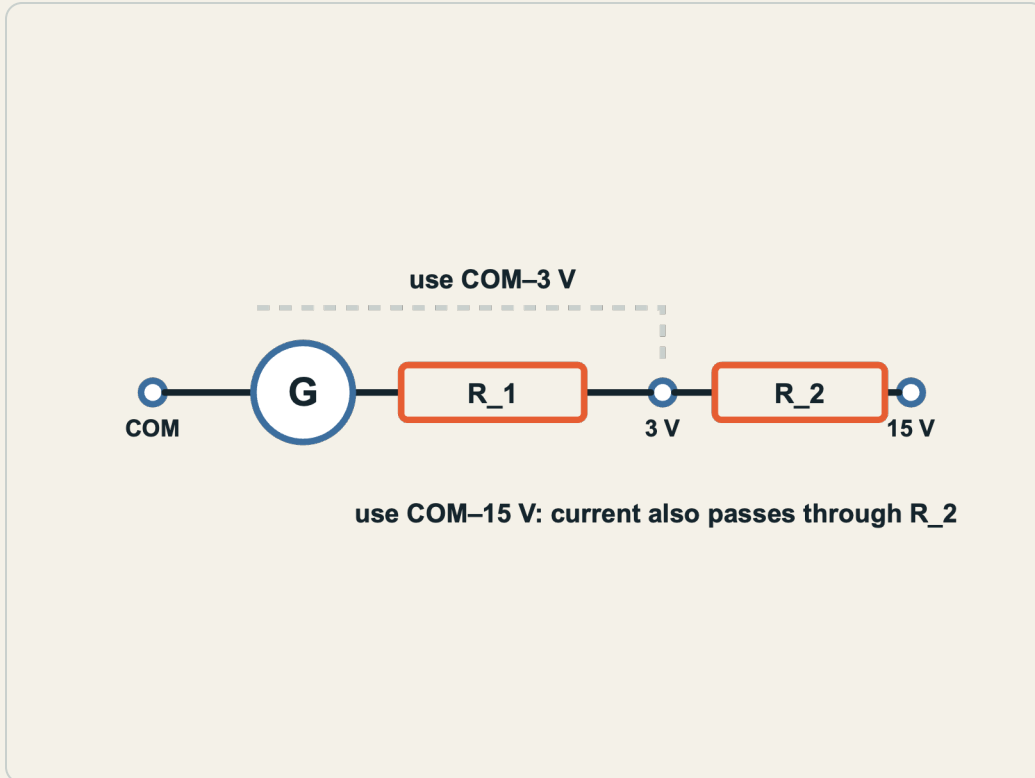 use COM–3 V
G
R_1
R_2
COM
3 V
15 V
use COM–15 V: current also passes through R_2